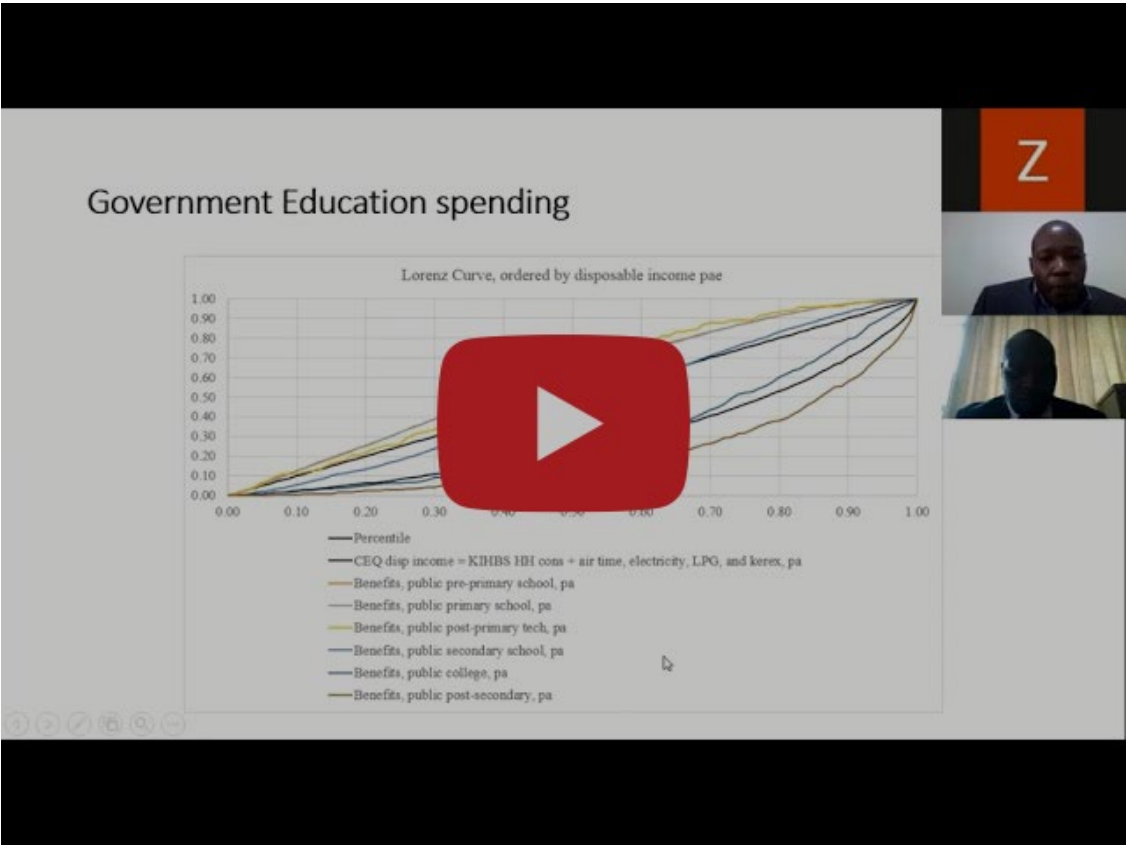 Government Education spending
Z
Lorenz Curve, ordered by disposable income pae
1.00
0.90
0.80
0.70
0.60
0.50
0.40
0.30
0.20
0.10
0.00
0.00 0.10 0.20 0.30 0.40 0.50 0.60 0.70 0.80 0.90 1.00
Percentile
CEQ disp income = KIHBS HH cons + air time, electricity, LPG, and kerex, pa
Benefits, public pre-primary school, pa
Benefits, public primary school, pa
Benefits, public post-primary tech, pa
Benefits, public secondary school, pa
Benefits, public college, pa
Benefits, public post-secondary, pa